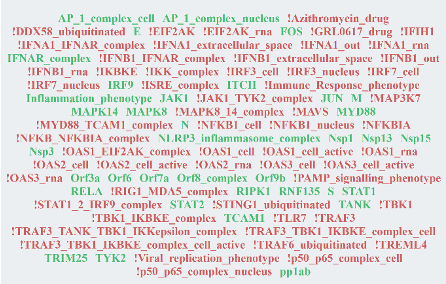 AP_1_complex_cell AP_1_complex_nucleus !Azithromycin_drug
!DDX58_ubiquitinated E !EIF2AK !EIF2AK_rna FOS !GRL0617_drug !IFIH1
!IFNA1_IFNAR_complex !IFNA1_extracellular_space !IFNA1_out !IFNA1_rna
IFNAR_complex !IFNB1_IFNAR_complex !IFNB1_extracellular_space !IFNB1_out
!IFNB1_rna !IKBKE !IKK_complex !IRF3_cell !IRF3_nucleus !IRF7_cell
!IRF7_nucleus IRF9 !ISRE_complex ITCH !Immune_Response_phenotype
Inflammation_phenotype JAK1 !JAK1_TYK2_complex JUN M !MAP3K7
MAPK14 MAPK8 !MAPK8_14_complex !MAVS MYD88
!MYD88_TCAM1_complex N !NFKB1_cell !NFKB1_nucleus !NFKBIA
!NFKB_NFKBIA_complex NLRP3_inflammasome_complex Nsp1 Nsp13 Nsp15
Nsp3 !OAS1_EIF2AK_complex !OAS1_cell !OAS1_cell_active !OAS1_rna
!OAS2_cell !OAS2_cell_active !OAS2_rna !OAS3_cell !OAS3_cell_active
!OAS3_rna Orf3a Orf6 Orf7a Orf8_complex Orf9b !PAMP_signalling_phenotype
RELA !RIG1_MDA5_complex RIPK1 RNF135 S STAT1
!STAT1_2_IRF9_complex STAT2 !STING1_ubiquitinated TANK !TBK1
!TBK1_IKBKE_complex TCAM1 !TLR7 !TRAF3
!TRAF3_TANK_TBK1_IKKepsilon_complex !TRAF3_TBK1_IKBKE_complex_cell
!TRAF3_TBK1_IKBKE_complex_cell_active !TRAF6_ubiquitinated !TREML4
TRIM25 TYK2 !Viral_replication_phenotype !p50_p65_complex_cell
!p50_p65_complex_nucleus pp1ab